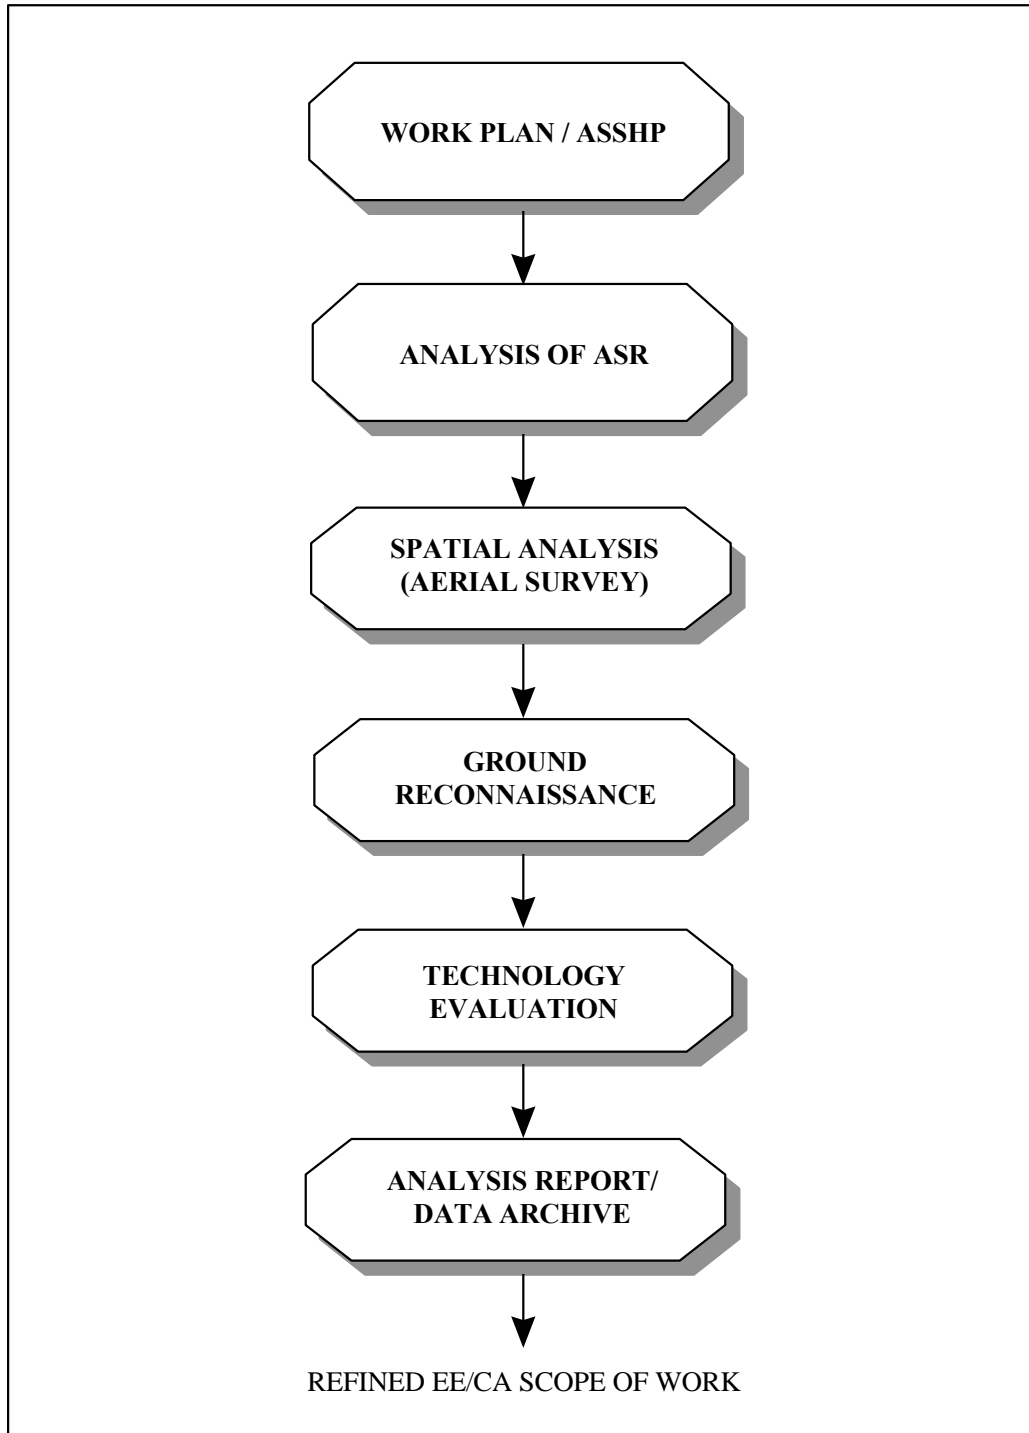 WORK PLAN / ASSHP
ANALYSIS OF ASR
SPATIAL ANALYSIS
(AERIAL SURVEY)
GROUND
RECONNAISSANCE
TECHNOLOGY
EVALUATION
ANALYSIS REPORT/
DATA ARCHIVE
REFINED EE/CA SCOPE OF WORK